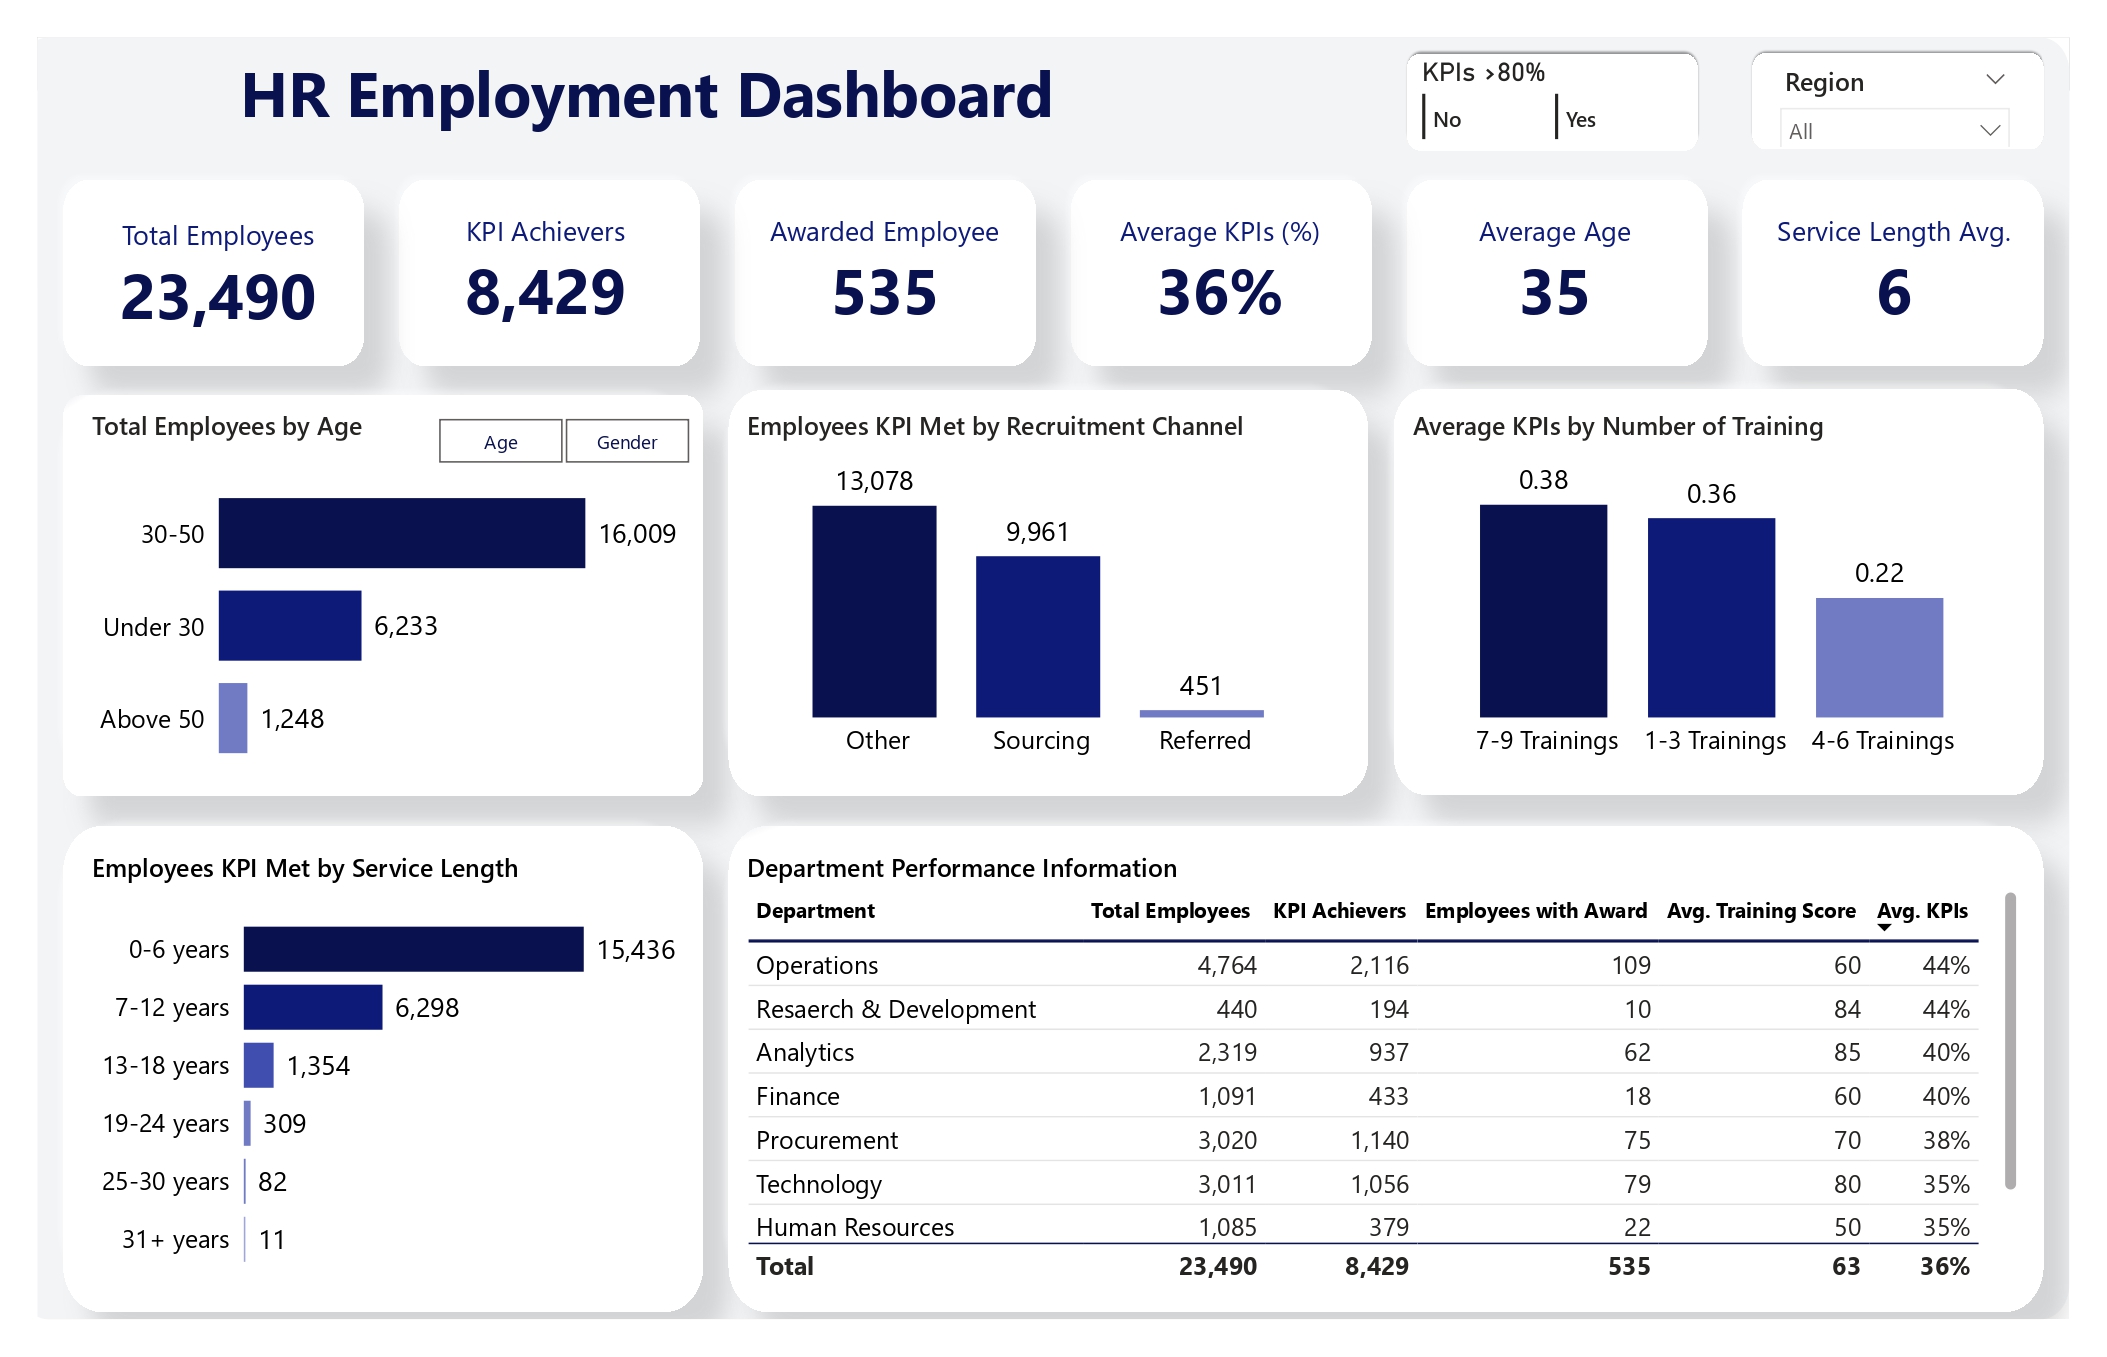 HR Employment Dashboard
KPIs >80%
No Yes
Region
All
Total Employees
23,490
KPI Achievers
8,429
Awarded Employee
535
Average KPIs (%)
36%
Average Age
35
Service Length Avg.
6
Total Employees by Age
Age Gender
30-50 16,009
Under 30 6,233
Above 50 1,248
Employees KPI Met by Recruitment Channel
13,078
9,961
451
Other Sourcing Referred
Average KPIs by Number of Training
0.38
0.36
0.22
7-9 Trainings 1-3 Trainings 4-6 Trainings
Employees KPI Met by Service Length
0-6 years 15,436
7-12 years 6,298
13-18 years 1,354
19-24 years 309
25-30 years 82
31+ years 11
Department Performance Information
Department Total Employees KPI Achievers Employees with Award Avg. Training Score Avg. KPIs
Operations 4,764 2,116 109 60 44%
Resaerch & Development 440 194 10 84 44%
Analytics 2,319 937 62 85 40%
Finance 1,091 433 18 60 40%
Procurement 3,020 1,140 75 70 38%
Technology 3,011 1,056 79 80 35%
Human Resources 1,085 379 22 50 35%
Total 23,490 8,429 535 63 36%